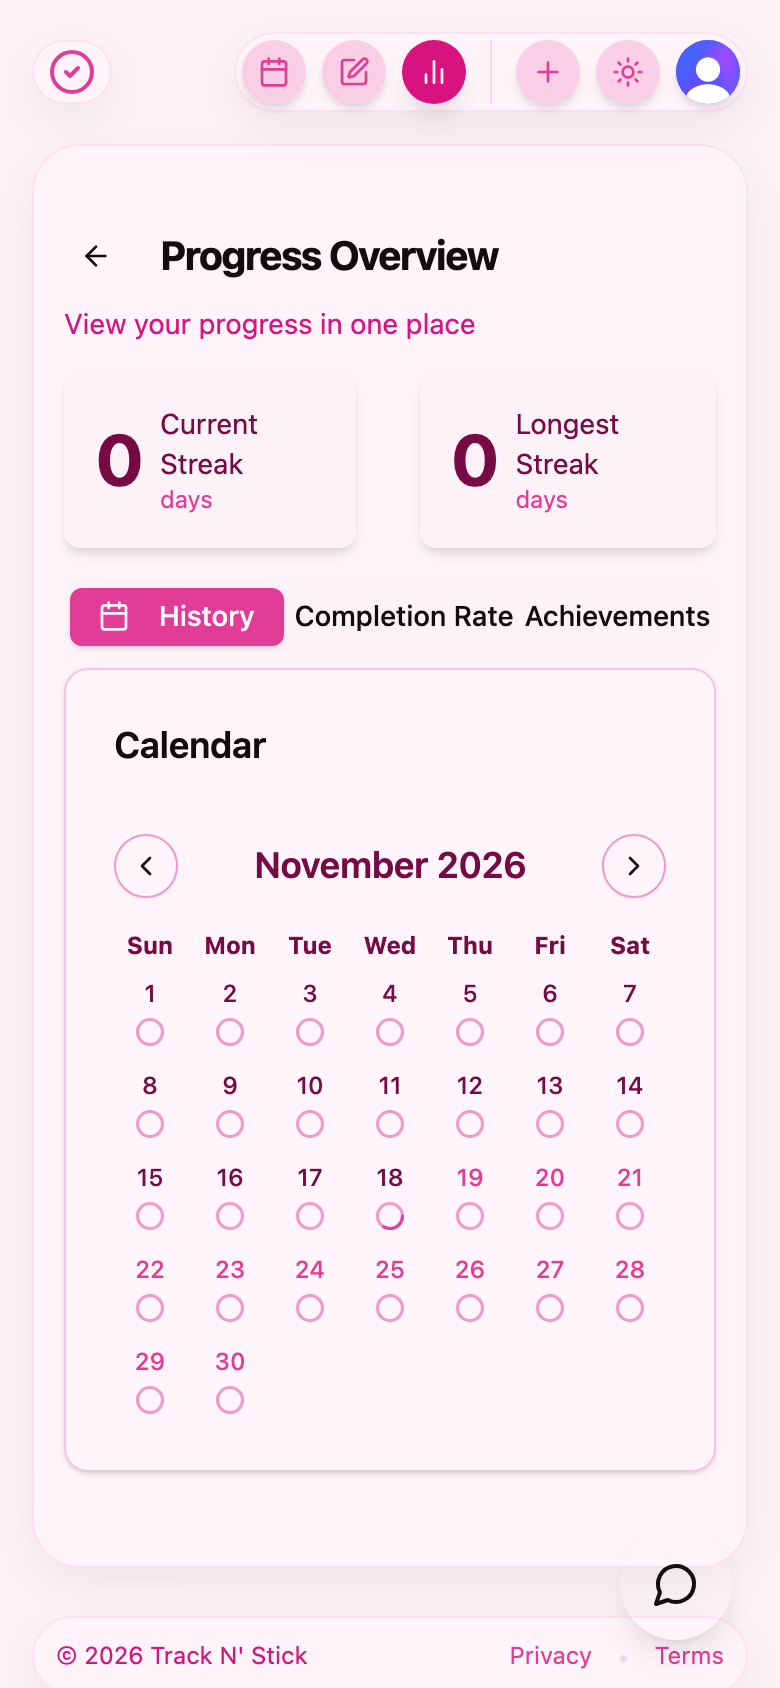 Progress Overview
View your progress in one place
0 Current Streak days
0 Longest Streak days
History Completion Rate Achievements
Calendar
November 2026
Sun Mon Tue Wed Thu Fri Sat
1 2 3 4 5 6 7
8 9 10 11 12 13 14
15 16 17 18 19 20 21
22 23 24 25 26 27 28
29 30
© 2026 Track N' Stick Privacy • Terms